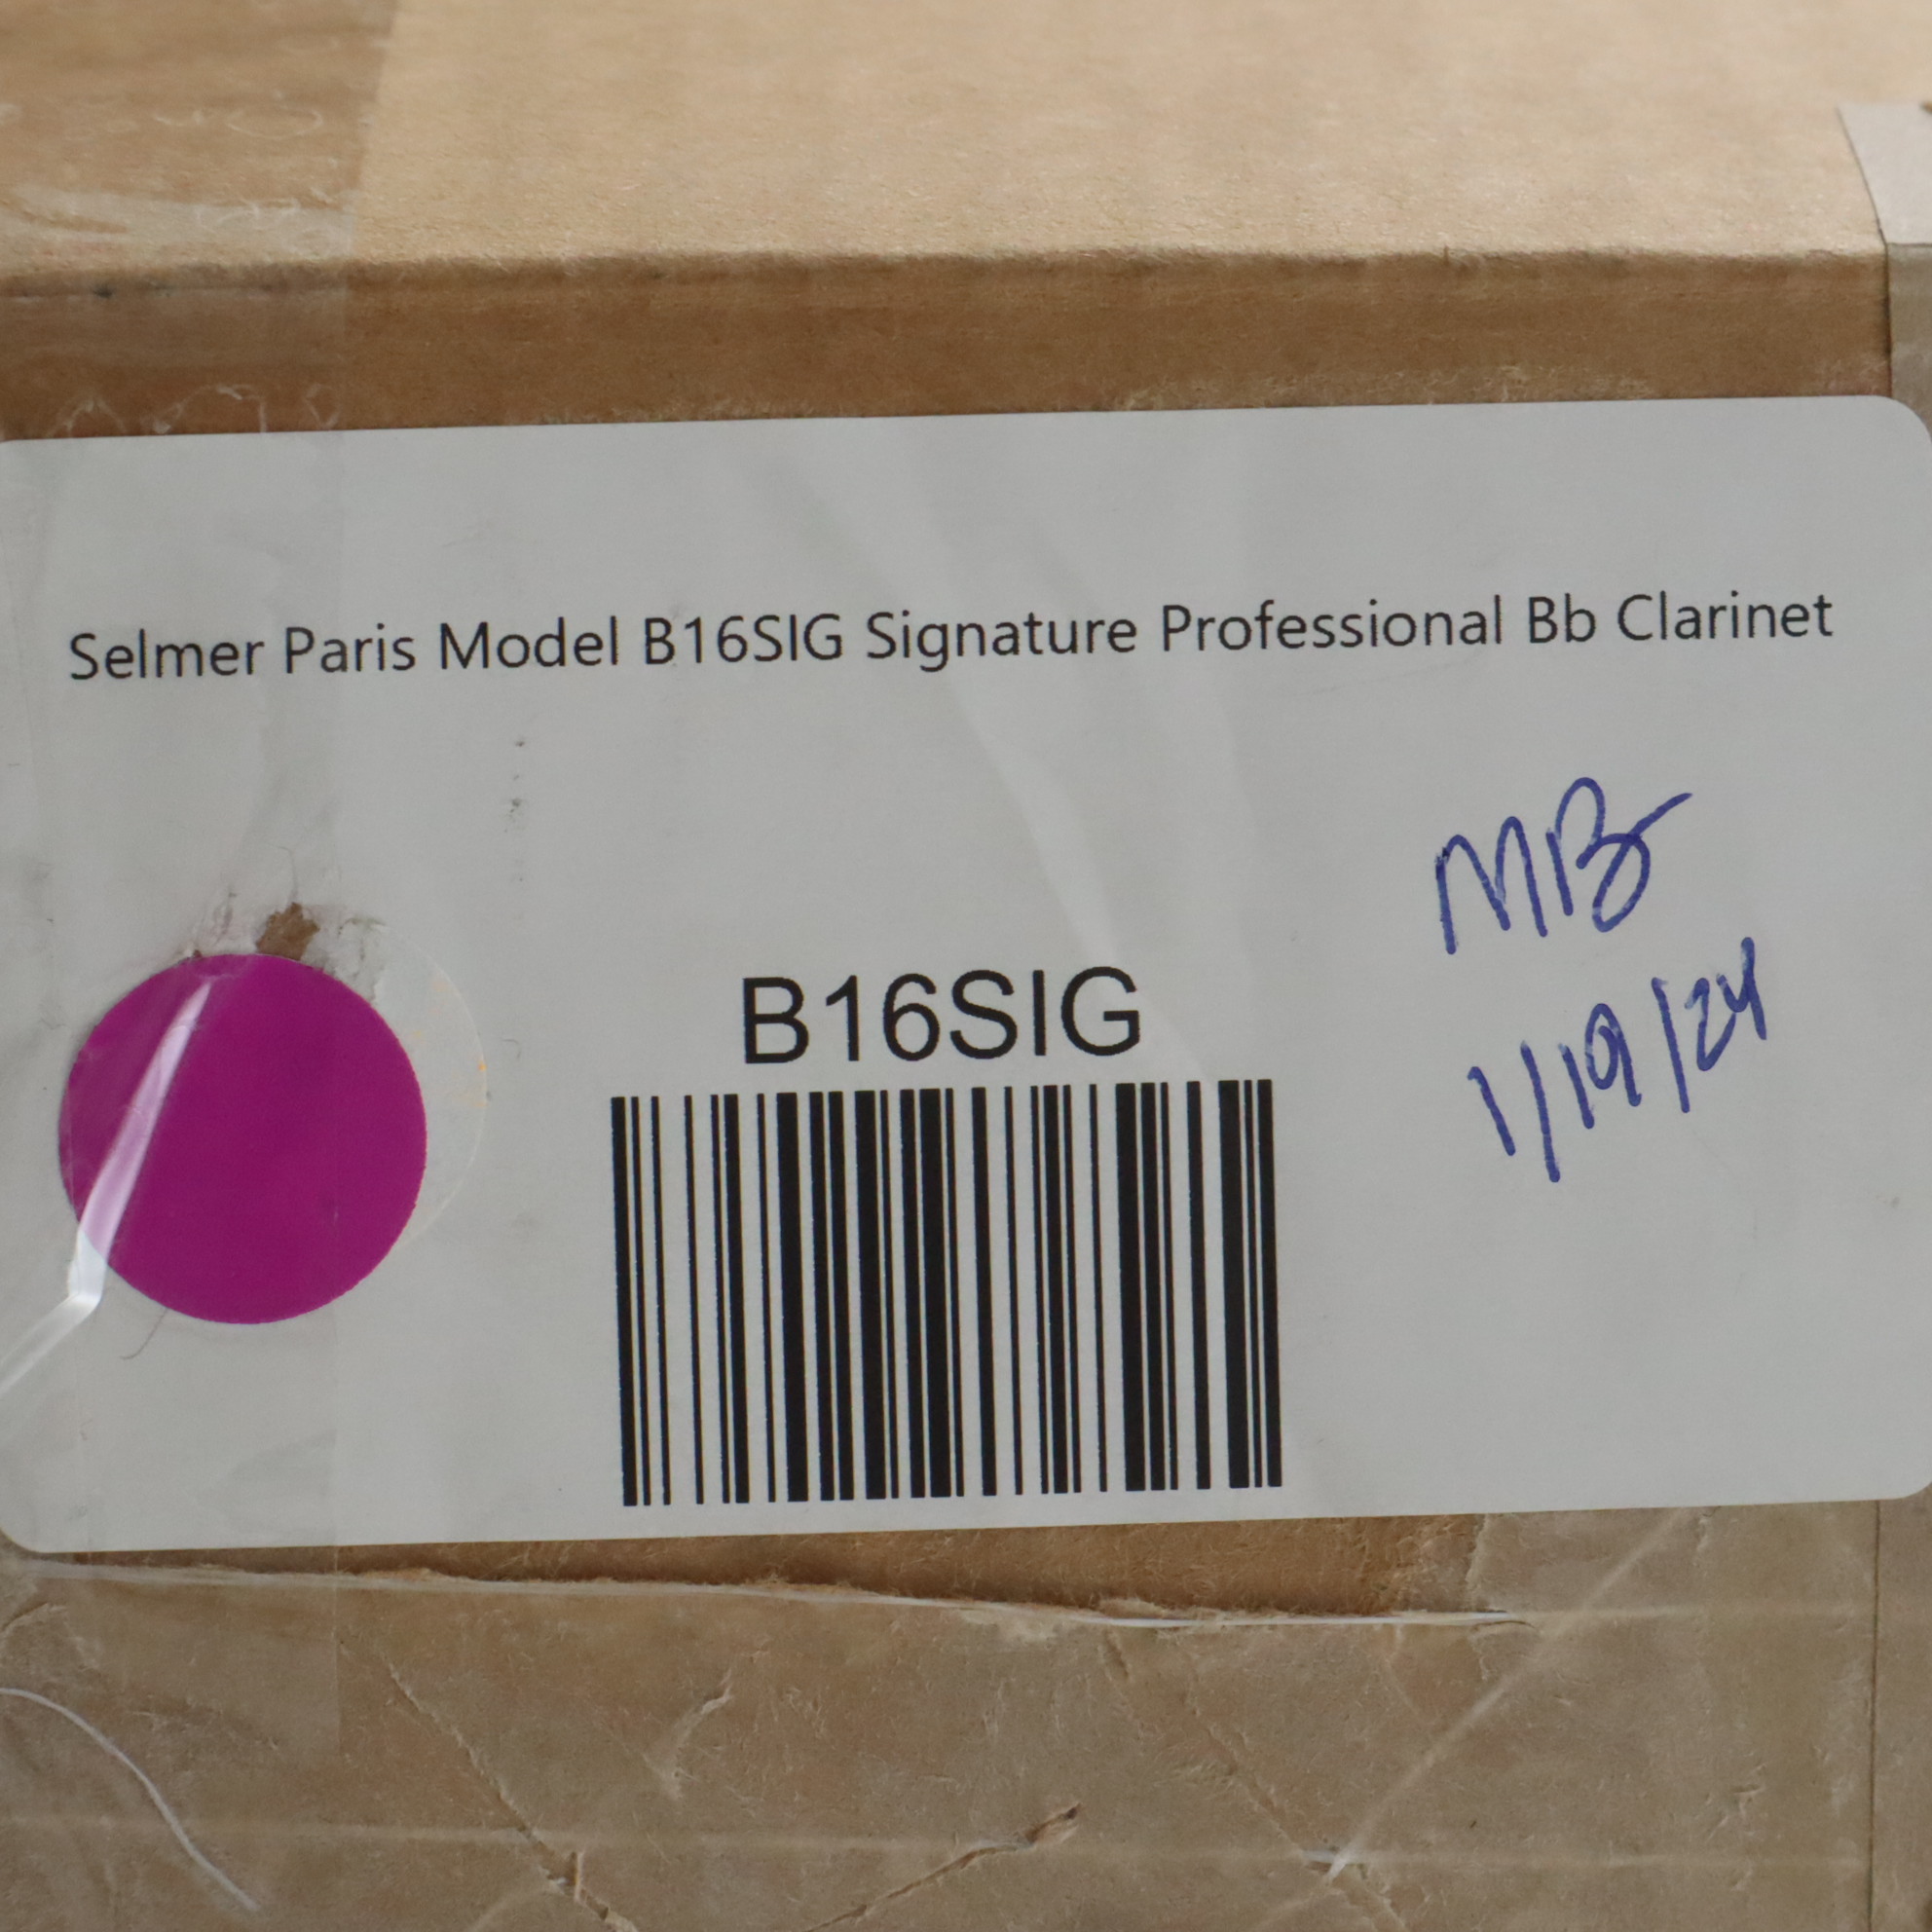 Selmer Paris Model B16SIG Signature Professional Bb Clarinet
MB
1/19/24
B16SIG